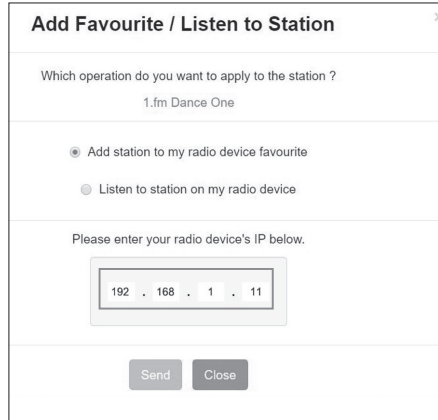 Add Favourite / Listen to Station
Which operation do you want to apply to the station ?
1.fm Dance One
Add station to my radio device favourite
Listen to station on my radio device
Please enter your radio device's IP below.
192 . 168 . 1 . 11
Send Close